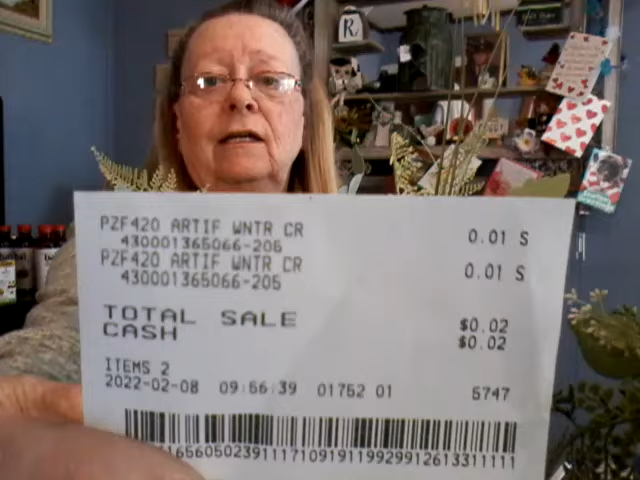 R
PZF420 ARTIF WNTR CR 0.01 S
430001365066-205
PZF420 ARTIF WNTR CR 0.01 S
430001365066-205
TOTAL SALE $0.02
CASH $0.02
ITEMS 2
2022-02-08 09:56:39 01752 01 5747